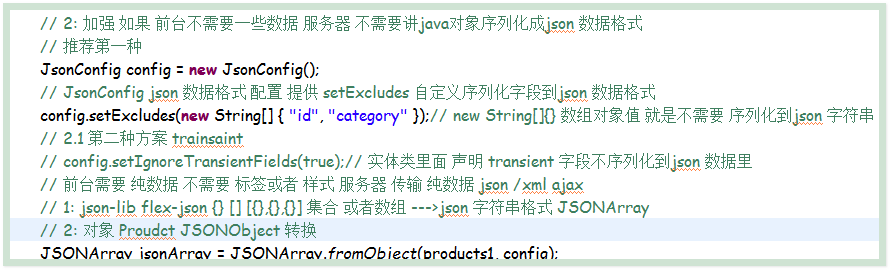 // 2: 加强 如果 前台不需要一些数据 服务器 不需要讲java对象序列化成json 数据格式
// 推荐第一种
JsonConfig config = new JsonConfig();
// JsonConfig json 数据格式 配置 提供 setExcludes 自定义序列化字段到json 数据格式
config.setExcludes(new String[] { "id", "category" });// new String[]{} 数组对象值 就是不需要 序列化到json 字符串
// 2.1 第二种方案 trainsaint
// config.setIgnoreTransientFields(true);// 实体类里面 声明 transient 字段不序列化到json 数据里
// 前台需要 纯数据 不需要 标签或者 样式 服务器 传输 纯数据 json /xml ajax
// 1: json-lib flex-json {} [] [{},{},{}] 集合 或者数组 --->json 字符串格式 JSONArray
// 2: 对象 Proudct JSONObject 转换
JSONArray jsonArray = JSONArray.fromObject(products1, config);